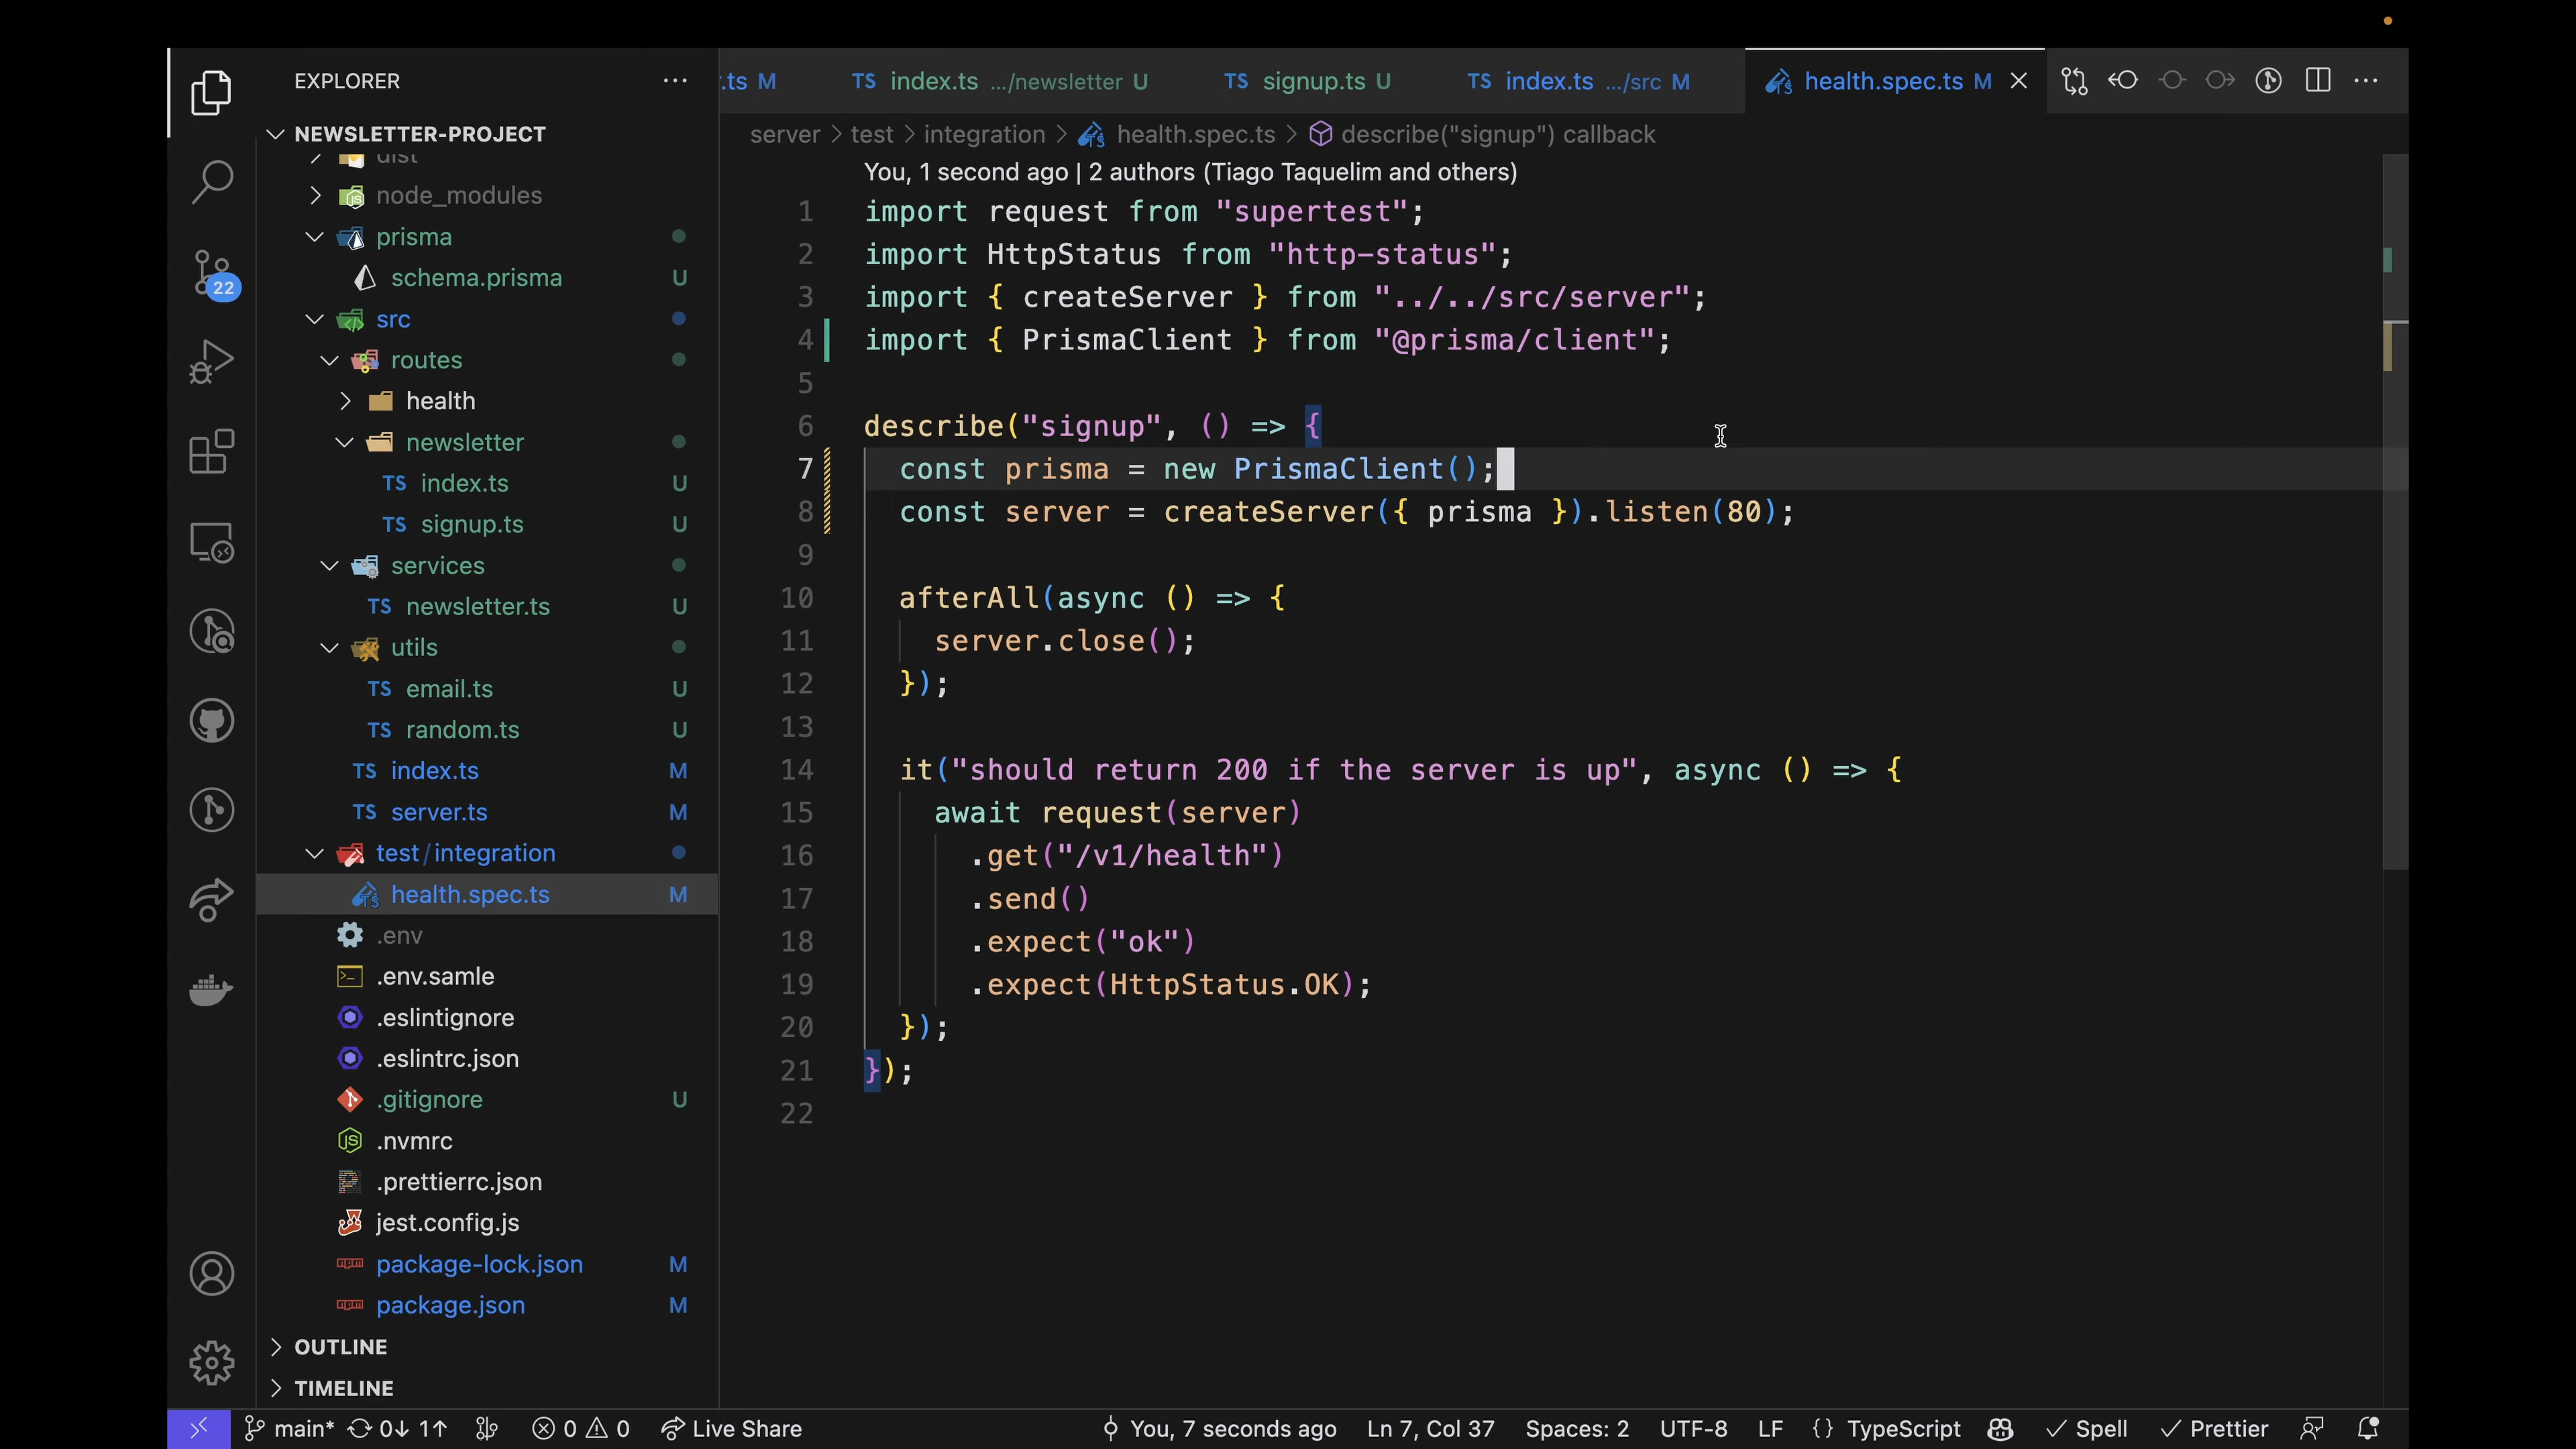 EXPLORER
NEWSLETTER-PROJECT
dist
node_modules
prisma
schema.prisma U
src
routes
health
newsletter
TS index.ts U
TS signup.ts U
services
TS newsletter.ts U
utils
TS email.ts U
TS random.ts U
TS index.ts M
TS server.ts M
test/integration
health.spec.ts M
.env
.env.samle
.eslintignore
.eslintrc.json
.gitignore U
.nvmrc
.prettierrc.json
jest.config.js
package-lock.json M
package.json M
OUTLINE
TIMELINE
22
.ts M TS index.ts .../newsletter U TS signup.ts U TS index.ts .../src M health.spec.ts M
server > test > integration > health.spec.ts > describe("signup") callback
You, 1 second ago | 2 authors (Tiago Taquelim and others)
1 import request from "supertest";
2 import HttpStatus from "http-status";
3 import { createServer } from "../../src/server";
4 import { PrismaClient } from "@prisma/client";
5
6 describe("signup", () => {
7 const prisma = new PrismaClient();
8 const server = createServer({ prisma }).listen(80);
9
10 afterAll(async () => {
11 server.close();
12 });
13
14 it("should return 200 if the server is up", async () => {
15 await request(server)
16 .get("/v1/health")
17 .send()
18 .expect("ok")
19 .expect(HttpStatus.OK);
20 });
21 });
22
main* 0↓ 1↑ 0 0 Live Share You, 7 seconds ago Ln 7, Col 37 Spaces: 2 UTF-8 LF {} TypeScript Spell Prettier